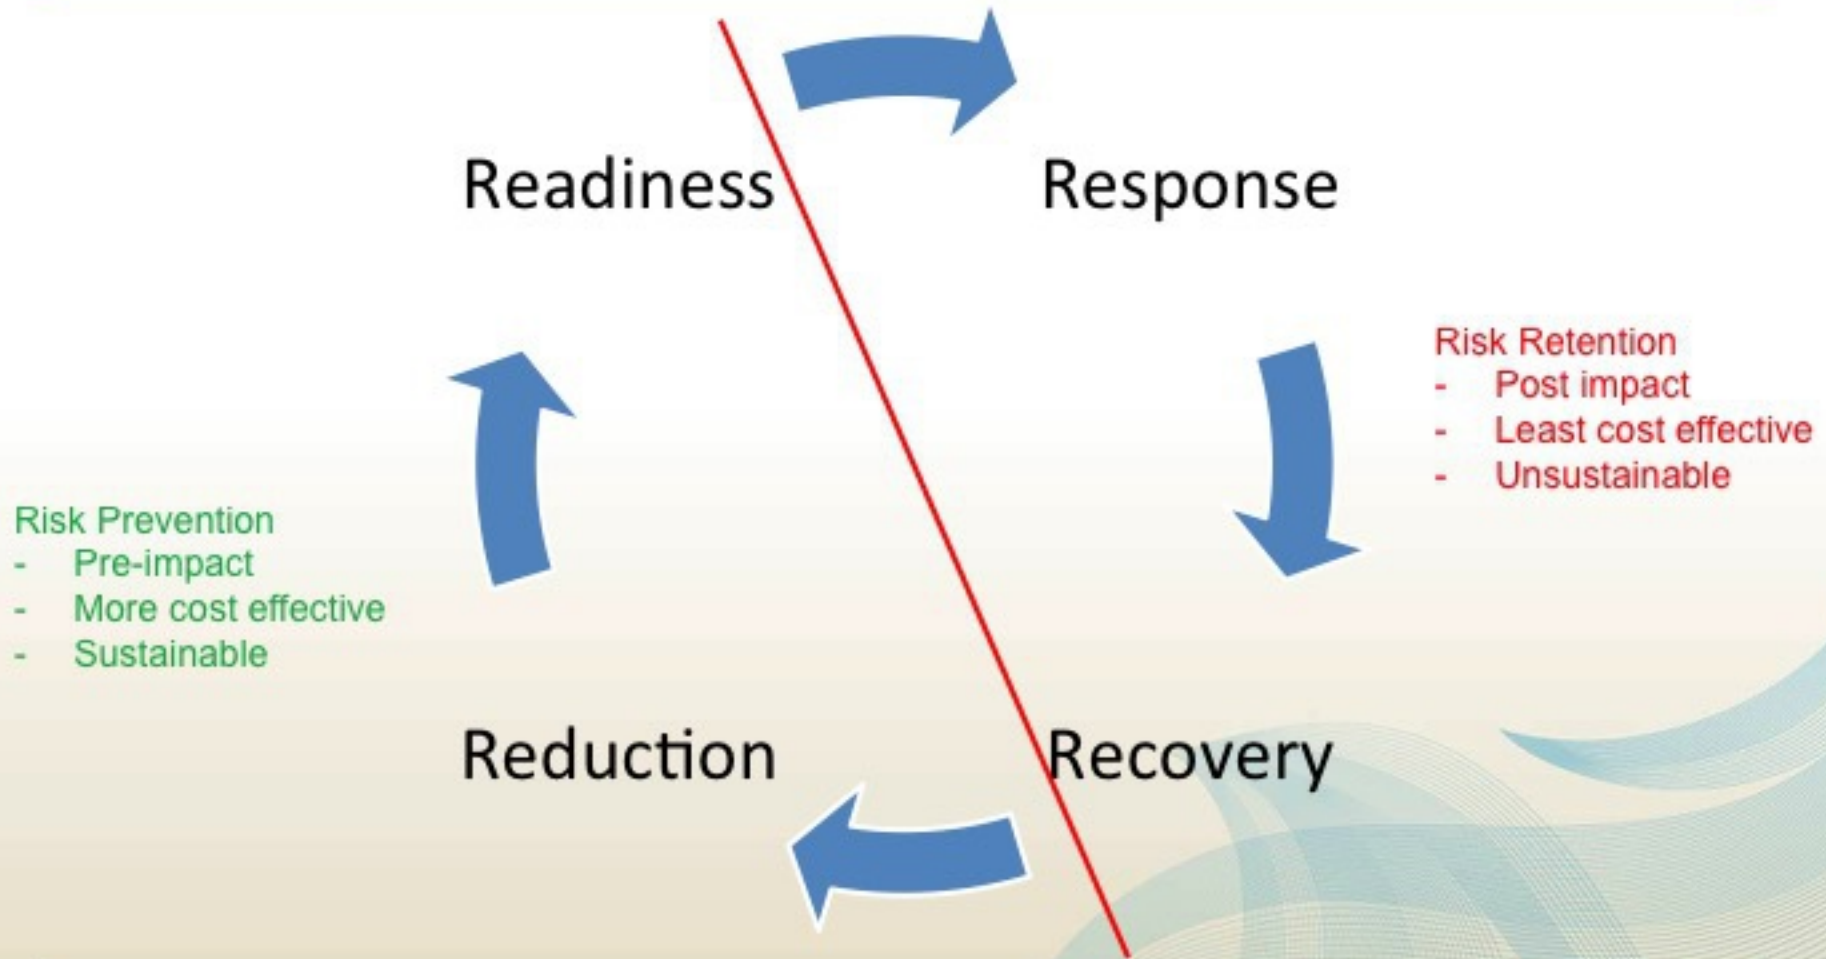 Readiness
Response
Risk Retention
- Post impact
- Least cost effective
- Unsustainable
Risk Prevention
- Pre-impact
- More cost effective
- Sustainable
Reduction
Recovery